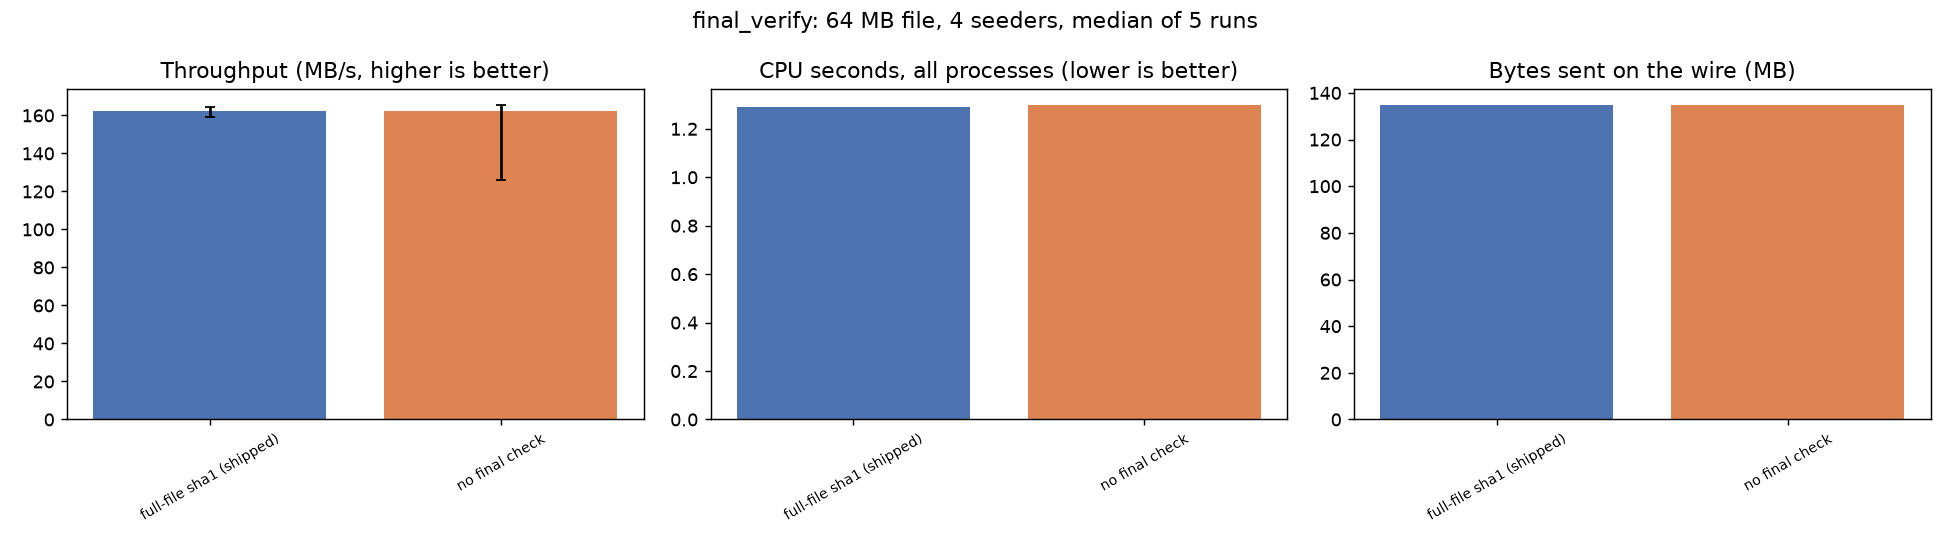 final_verify: 64 MB file, 4 seeders, median of 5 runs
Throughput (MB/s, higher is better)
160
140
120
100
80
60
40
20
0
full-file sha1 (shipped)
no final check
CPU seconds, all processes (lower is better)
1.2
1.0
0.8
0.6
0.4
0.2
0.0
full-file sha1 (shipped)
no final check
Bytes sent on the wire (MB)
140
120
100
80
60
40
20
0
full-file sha1 (shipped)
no final check